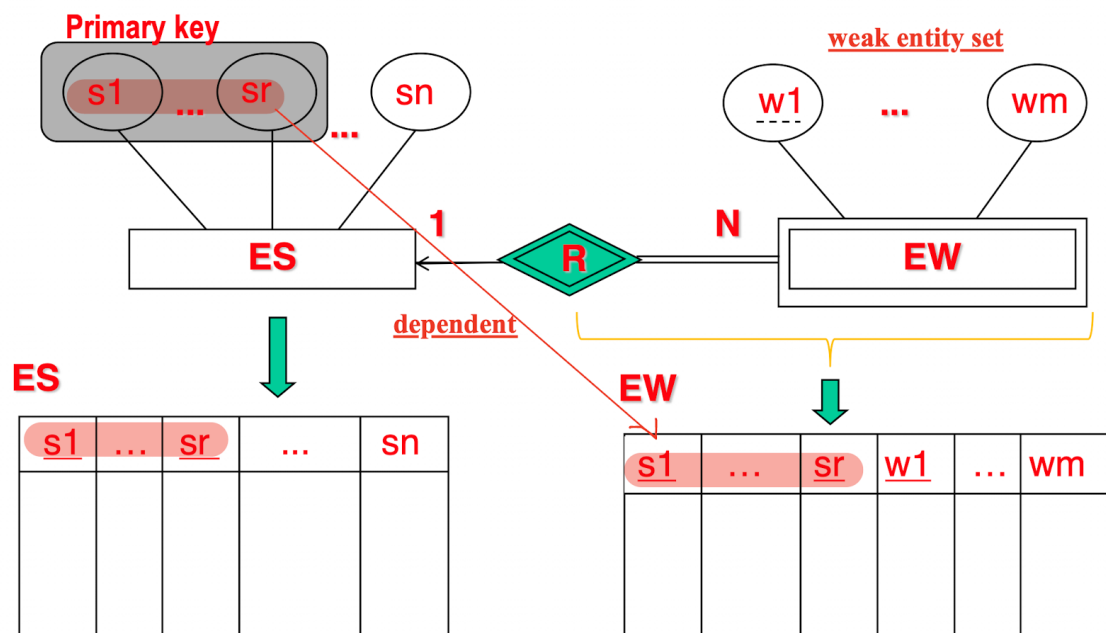 Primary key
weak entity set
s1 ... sr ... sn
w1 ... wm
1 N
ES R EW
dependent
ES
EW
s1 ... sr ... sn
s1 ... sr w1 ... wm